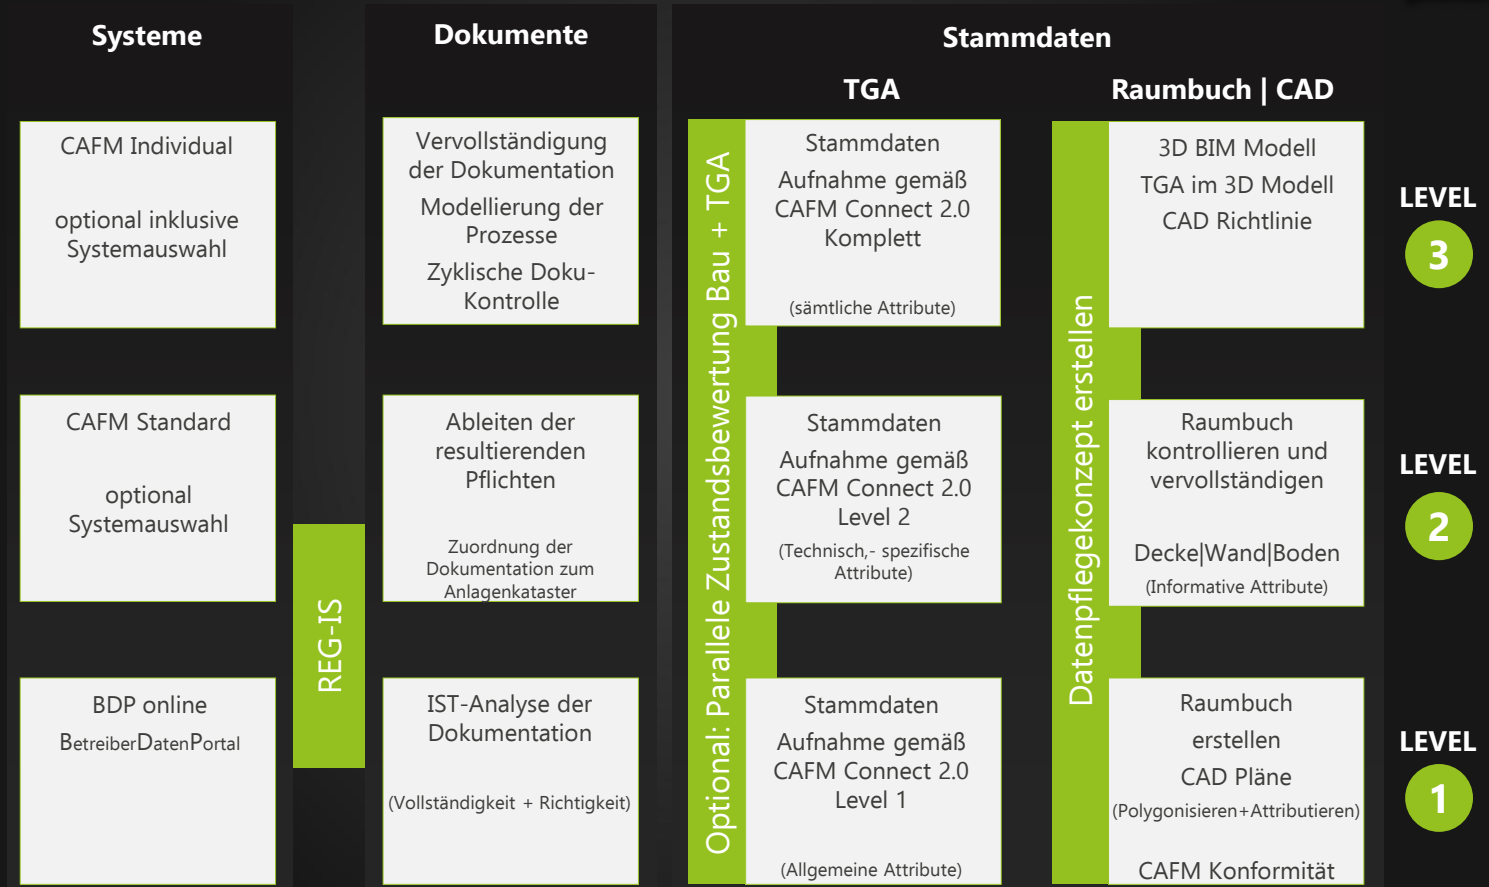 Systeme
Dokumente
Stammdaten
TGA
Raumbuch | CAD
CAFM Individual
optional inklusive
Systemauswahl
Vervollständigung
der Dokumentation
Modellierung der
Prozesse
Zyklische Doku-
Kontrolle
Stammdaten
Aufnahme gemäß
CAFM Connect 2.0
Komplett
(sämtliche Attribute)
3D BIM Modell
TGA im 3D Modell
CAD Richtlinie
LEVEL
3
CAFM Standard
optional
Systemauswahl
Ableiten der
resultierenden
Pflichten
Zuordnung der
Dokumentation zum
Anlagenkataster
Stammdaten
Aufnahme gemäß
CAFM Connect 2.0
Level 2
(Technisch,- spezifische
Attribute)
Raumbuch
kontrollieren und
vervollständigen
Decke|Wand|Boden
(Informative Attribute)
LEVEL
2
BDP online
BetreiberDatenPortal
IST-Analyse der
Dokumentation
(Vollständigkeit + Richtigkeit)
Stammdaten
Aufnahme gemäß
CAFM Connect 2.0
Level 1
(Allgemeine Attribute)
Raumbuch
erstellen
CAD Pläne
(Polygonisieren+Attributieren)
CAFM Konformität
LEVEL
1
REG-IS
Optional: Parallele Zustandsbewertung Bau + TGA
Datenpflegekonzept erstellen